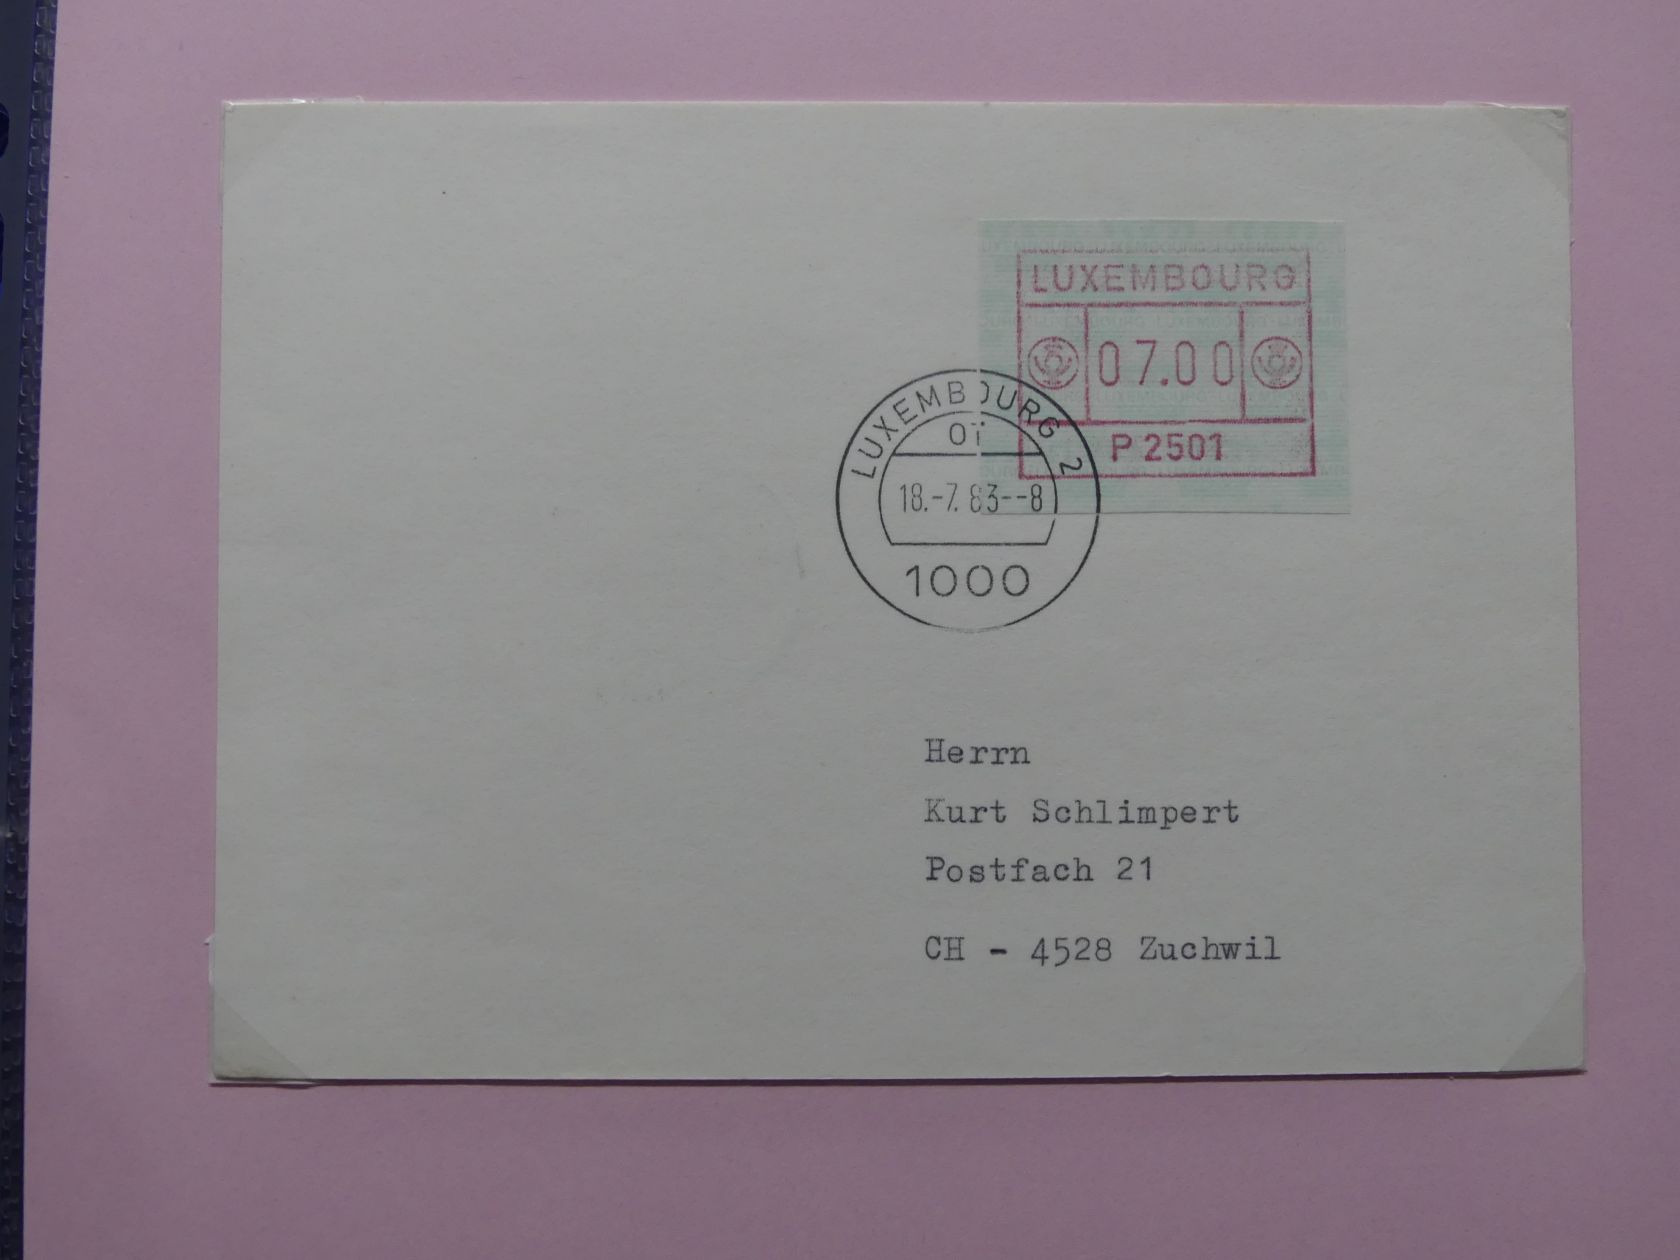 LUXEMBOURG
07.00
P 2501
LUXEMBOURG 2
18.-7.83--8
1000
Herrn
Kurt Schlimpert
Postfach 21
CH - 4528 Zuchwil